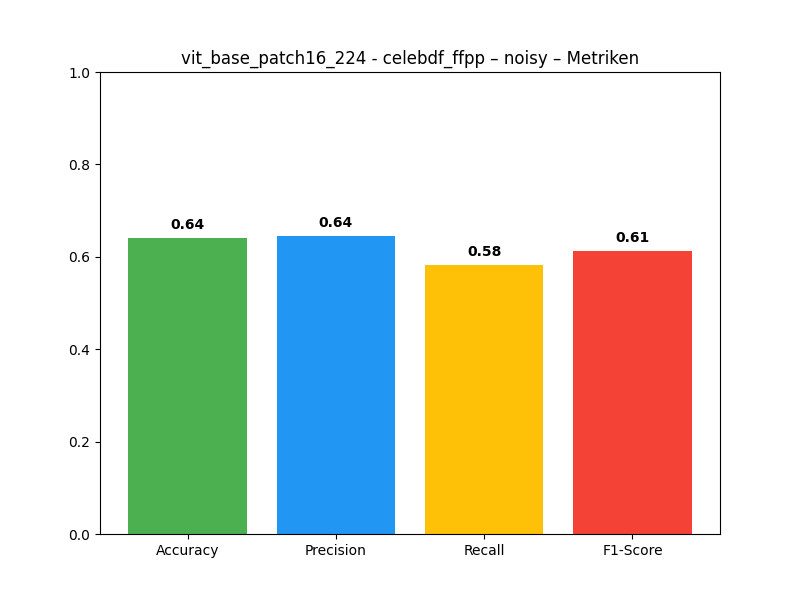 vit_base_patch16_224 - celebdf_ffpp – noisy – Metriken
1.0
0.8
0.6
0.4
0.2
0.0
0.64
0.64
0.58
0.61
Accuracy
Precision
Recall
F1-Score